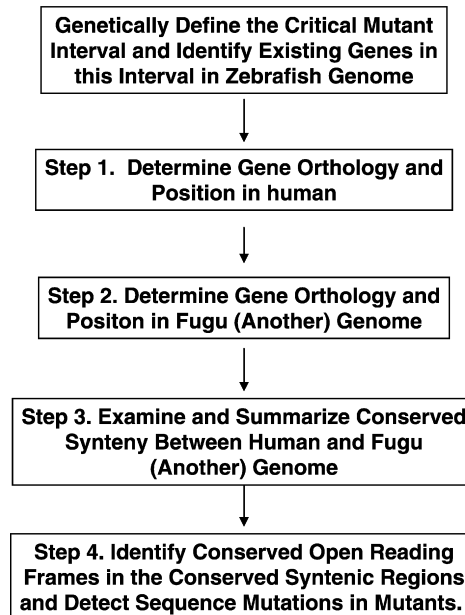 Genetically Define the Critical Mutant
Interval and Identify Existing Genes in
this Interval in Zebrafish Genome
Step 1. Determine Gene Orthology and
Position in human
Step 2. Determine Gene Orthology and
Positon in Fugu (Another) Genome
Step 3. Examine and Summarize Conserved
Synteny Between Human and Fugu
(Another) Genome
Step 4. Identify Conserved Open Reading
Frames in the Conserved Syntenic Regions
and Detect Sequence Mutations in Mutants.